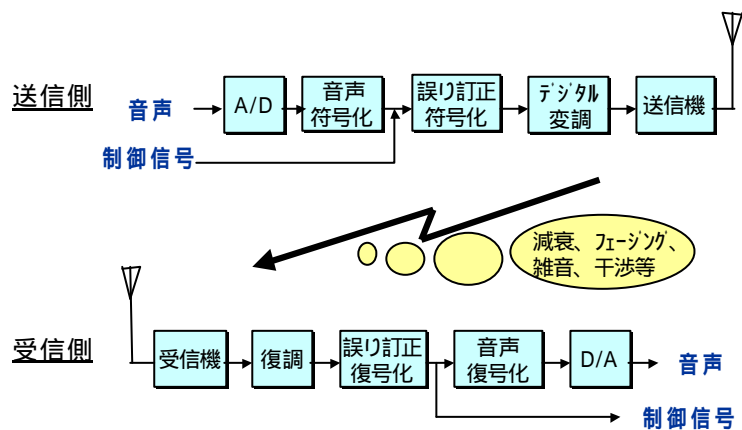 送信側
音声
A/D
音声
符号化
誤り訂正
符号化
ﾃﾞｼﾞﾀﾙ
変調
送信機
制御信号
減衰、ﾌｪｰｼﾞﾝｸﾞ、
雑音、干渉等
受信側
受信機
復調
誤り訂正
復号化
音声
復号化
D/A
音声
制御信号